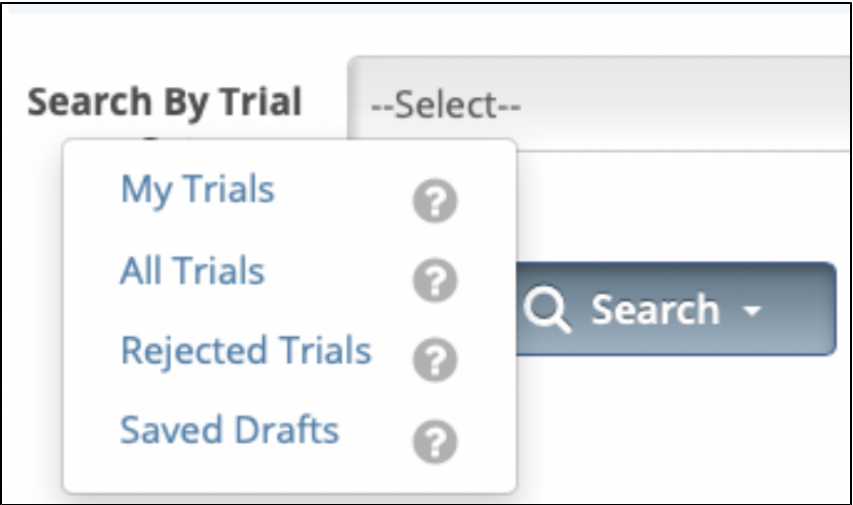 Search By Trial
--Select--
My Trials
All Trials
Rejected Trials
Saved Drafts
Search